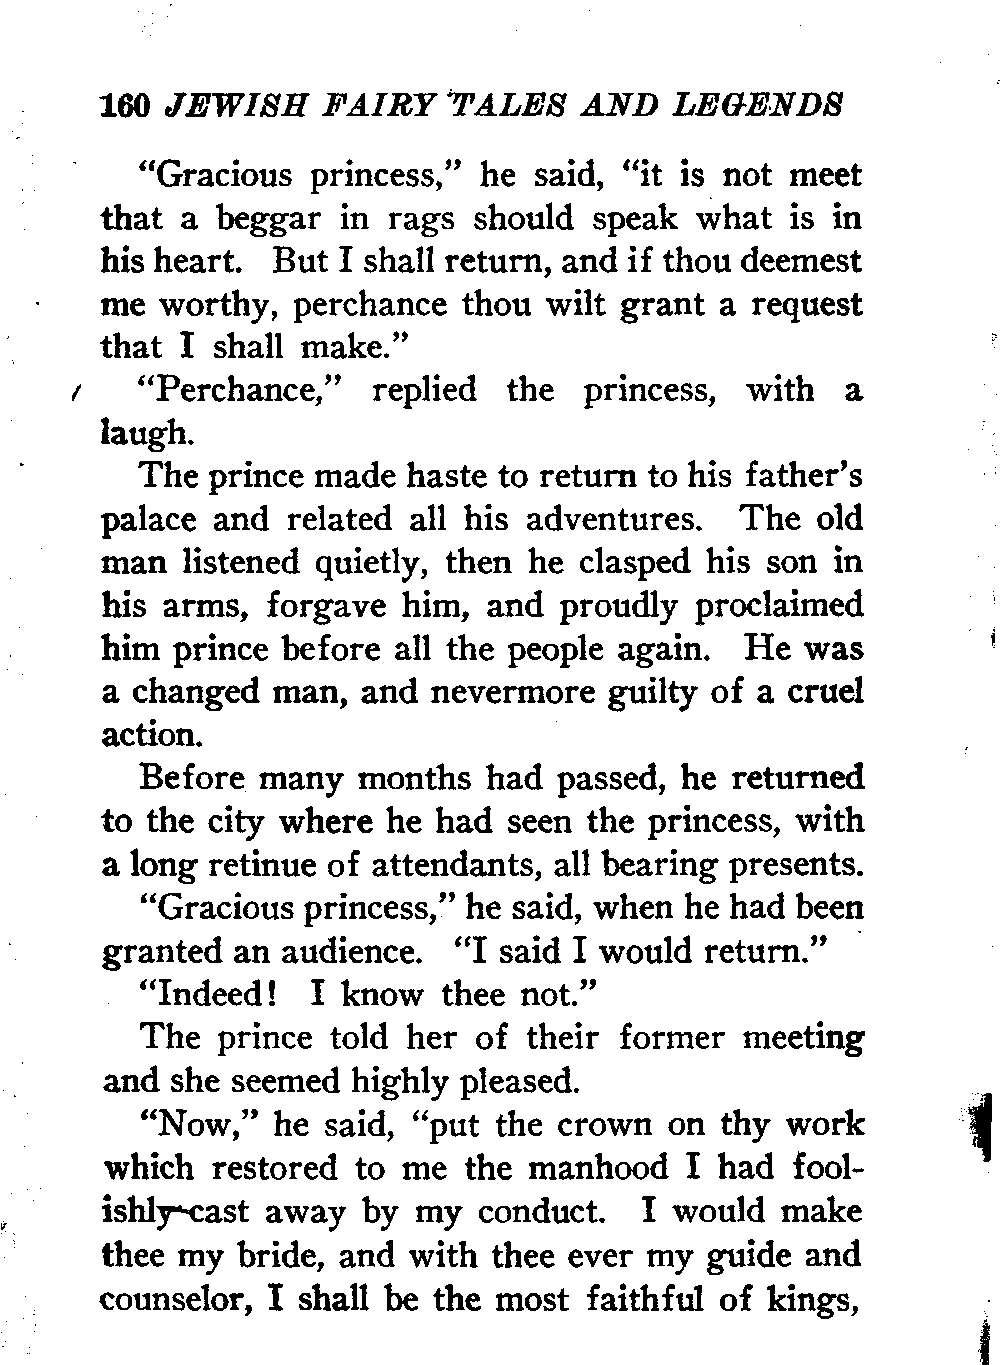 160 JEWISH FAIRY TALES AND LEGENDS
"Gracious princess," he said, "it is not meet
that a beggar in rags should speak what is in
his heart. But I shall return, and if thou deemest
me worthy, perchance thou wilt grant a request
that I shall make."
"Perchance," replied the princess, with a
laugh.
The prince made haste to return to his father's
palace and related all his adventures. The old
man listened quietly, then he clasped his son in
his arms, forgave him, and proudly proclaimed
him prince before all the people again. He was
a changed man, and nevermore guilty of a cruel
action.
Before many months had passed, he returned
to the city where he had seen the princess, with
a long retinue of attendants, all bearing presents.
"Gracious princess," he said, when he had been
granted an audience. "I said I would return."
"Indeed! I know thee not."
The prince told her of their former meeting
and she seemed highly pleased.
"Now," he said, "put the crown on thy work
which restored to me the manhood I had fool-
ishly cast away by my conduct. I would make
thee my bride, and with thee ever my guide and
counselor, I shall be the most faithful of kings,